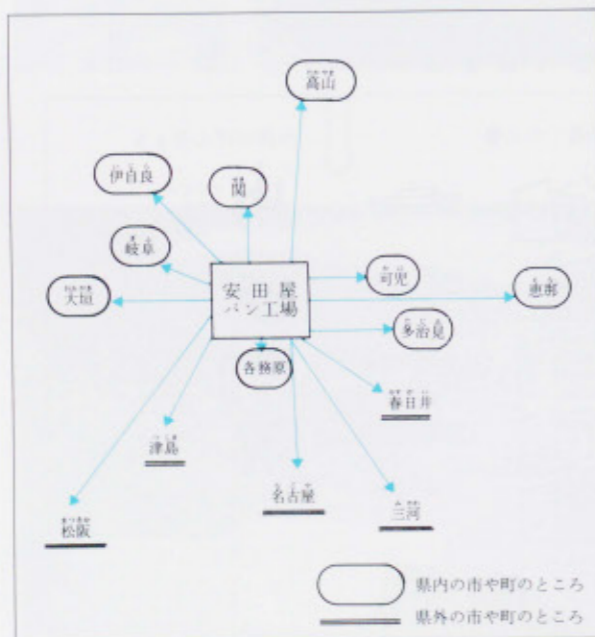 高山
伊自良
関
岐阜
可児
大垣
安田屋
パン工場
恵那
多治見
各務原
春日井
津島
名古屋
三河
松阪
県内の市や町のところ
県外の市や町のところ